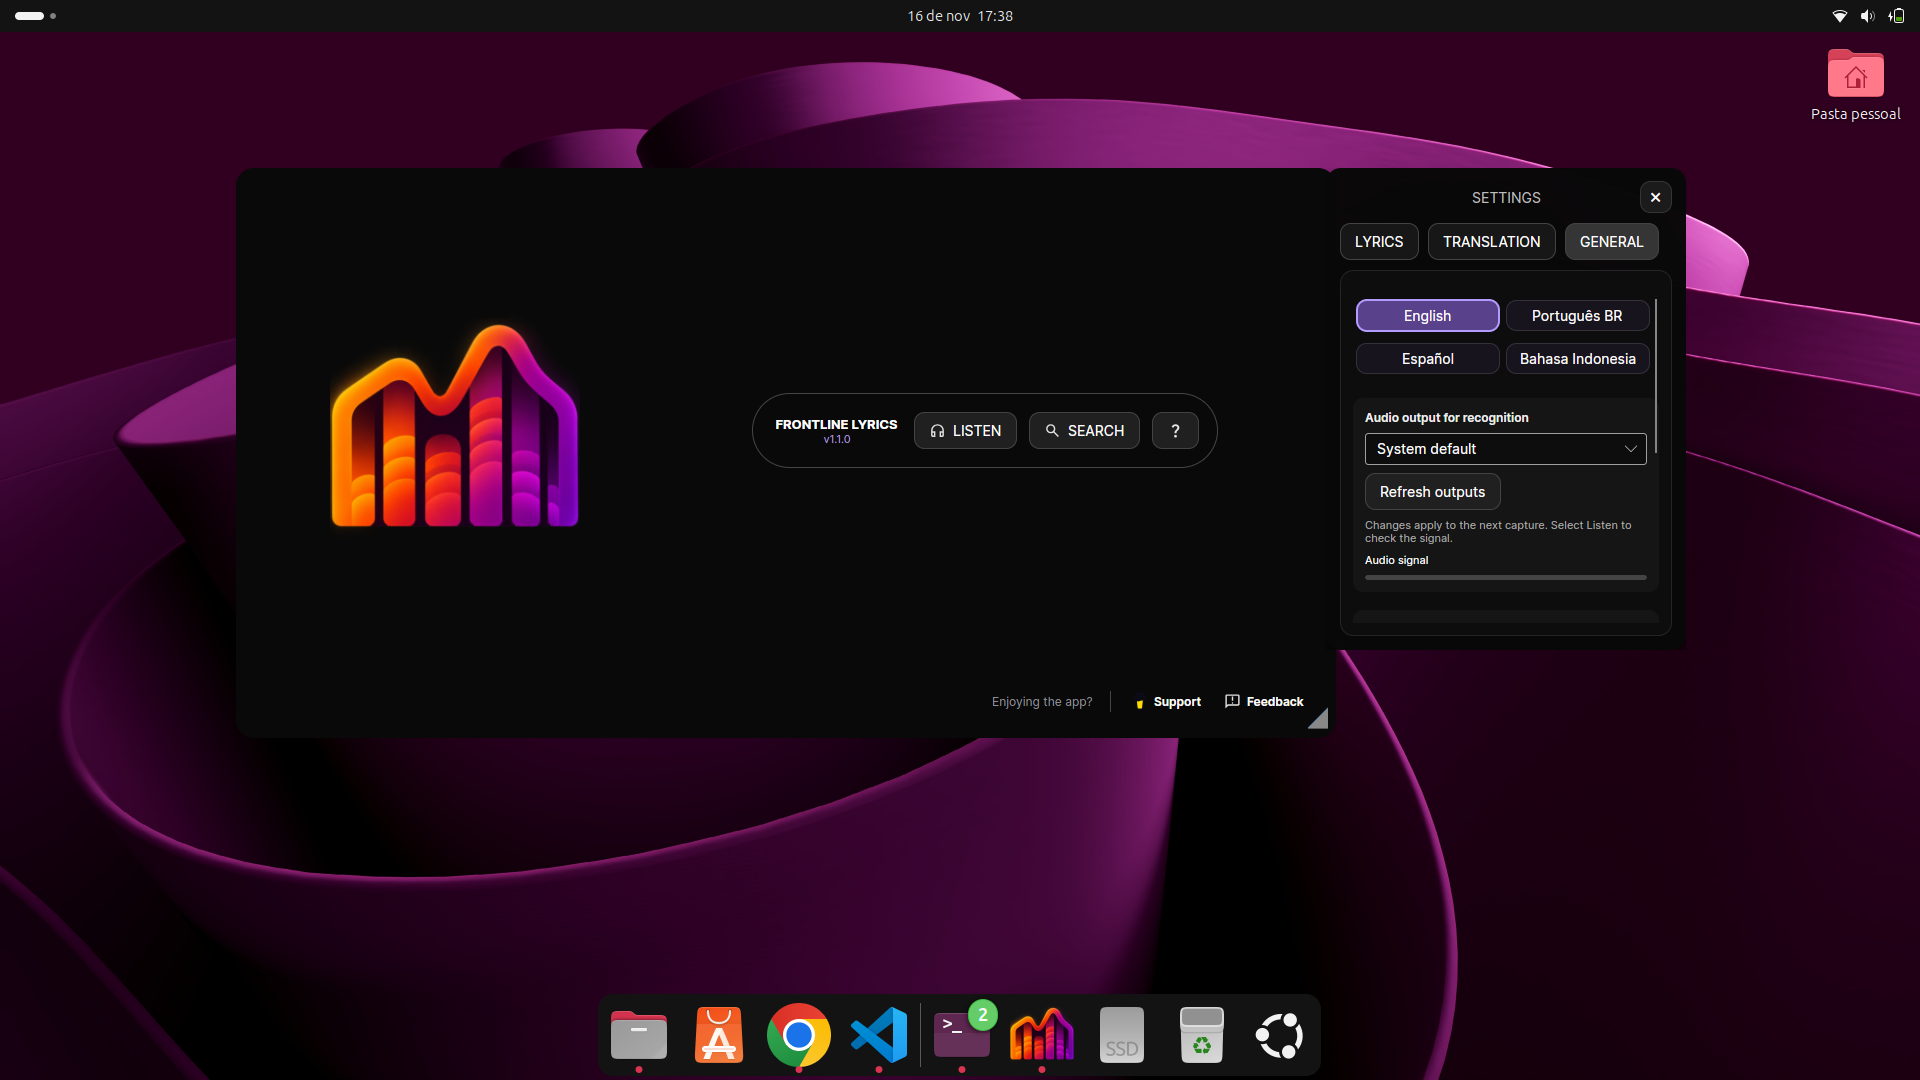 16 de nov 17:38
Pasta pessoal
SETTINGS
LYRICS TRANSLATION GENERAL
English Português BR
Español Bahasa Indonesia
Audio output for recognition
System default
Refresh outputs
Changes apply to the next capture. Select Listen to
check the signal.
Audio signal
FRONTLINE LYRICS
v1.1.0
LISTEN SEARCH ?
Enjoying the app? Support Feedback
>_ 2
SSD